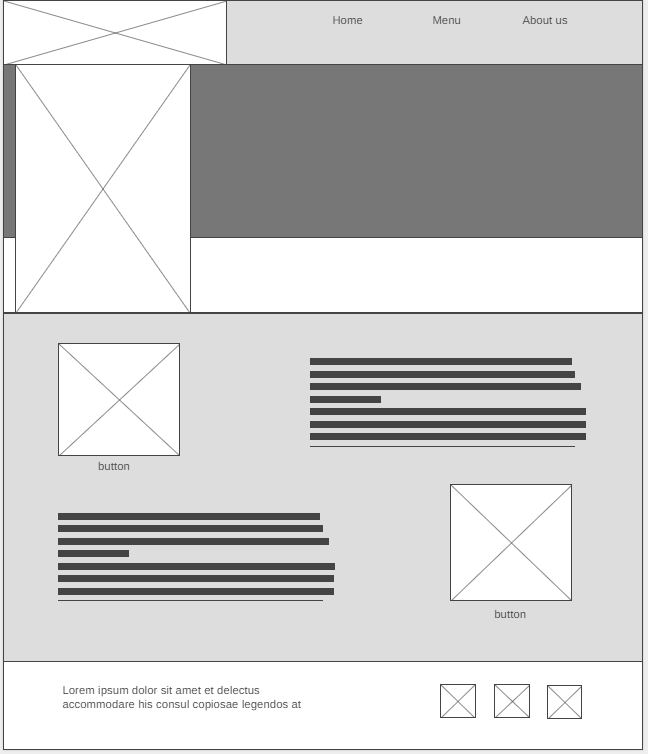 Home
Menu
About us
button
button
Lorem ipsum dolor sit amet et delectus
accommodare his consul copiosae legendos at